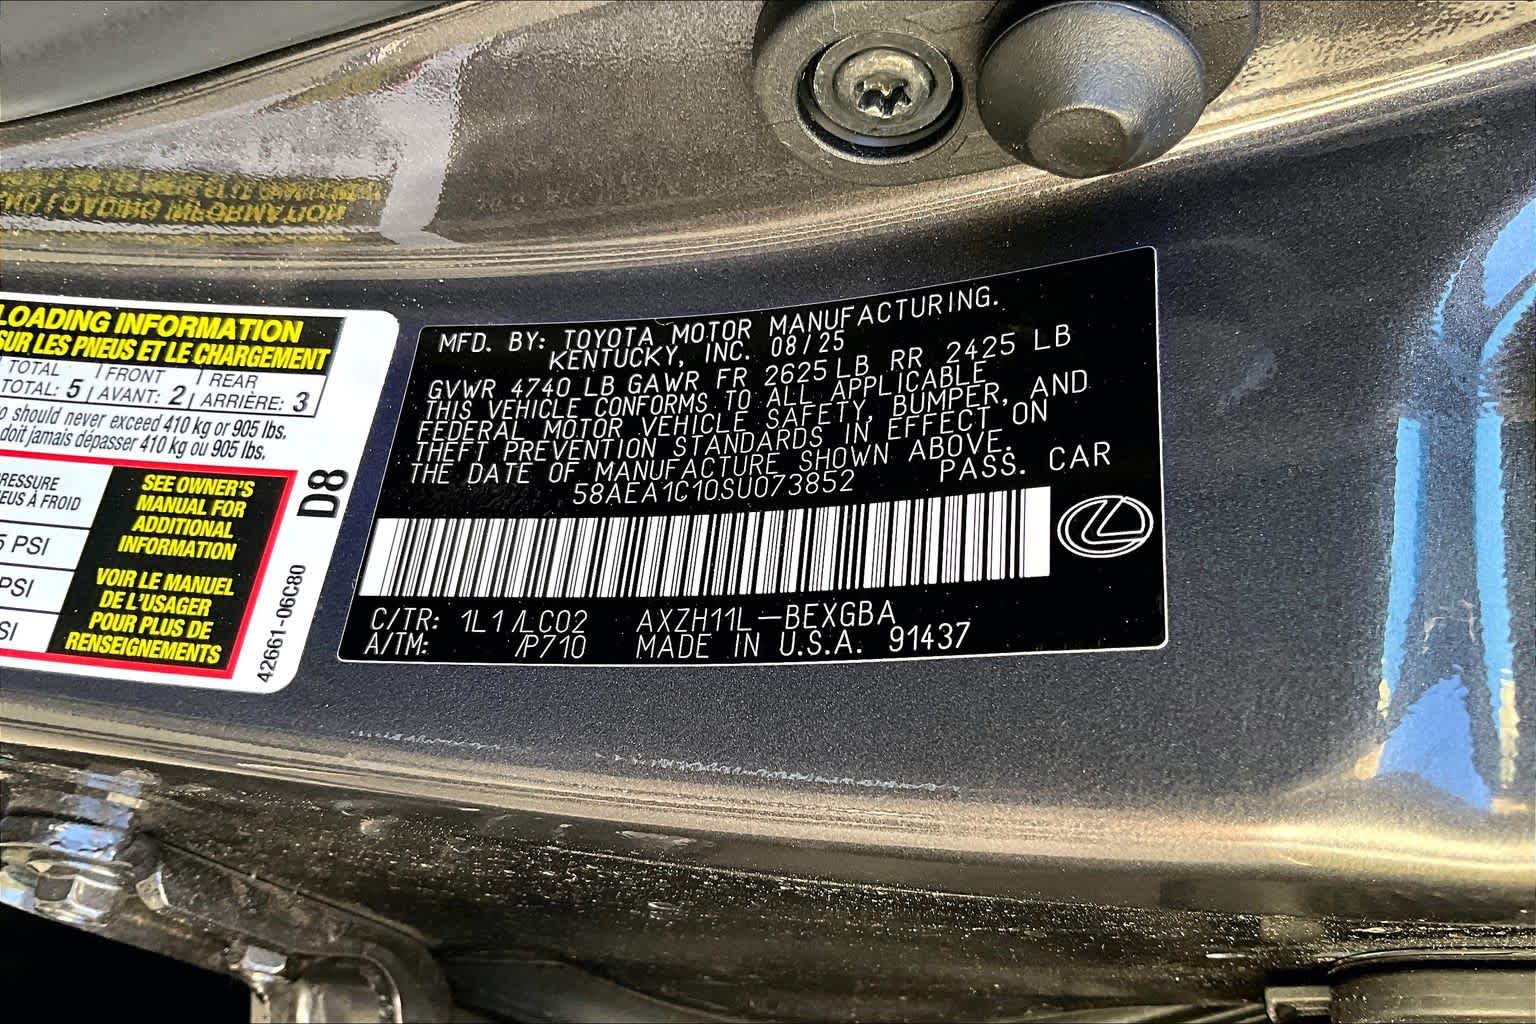 LOADING INFORMATION
SUR LES PNEUS ET LE CHARGEMENT
TOTAL | FRONT | REAR
TOTAL: 5 | AVANT: 2 | ARRIÈRE: 3
should never exceed 410 kg or 905 lbs.
doit jamais dépasser 410 kg ou 905 lbs.
À FROID
PSI
PSI
SEE OWNER'S
MANUAL FOR
ADDITIONAL
INFORMATION
VOIR LE MANUEL
DE L'USAGER
POUR PLUS DE
RENSEIGNEMENTS
D8
42661-06C80
MFD. BY: TOYOTA MOTOR MANUFACTURING.
KENTUCKY, INC. 08/25
GVWR 4740 LB GAWR FR 2625 LB RR 2425 LB
THIS VEHICLE CONFORMS TO ALL APPLICABLE
FEDERAL MOTOR VEHICLE SAFETY, BUMPER, AND
THEFT PREVENTION STANDARDS IN EFFECT ON
THE DATE OF MANUFACTURE SHOWN ABOVE.
58AEA1C10SU073852 PASS. CAR
C/TR: 1L1/LC02 AXZH11L-BEXGBA
A/TM: /P710 MADE IN U.S.A. 91437